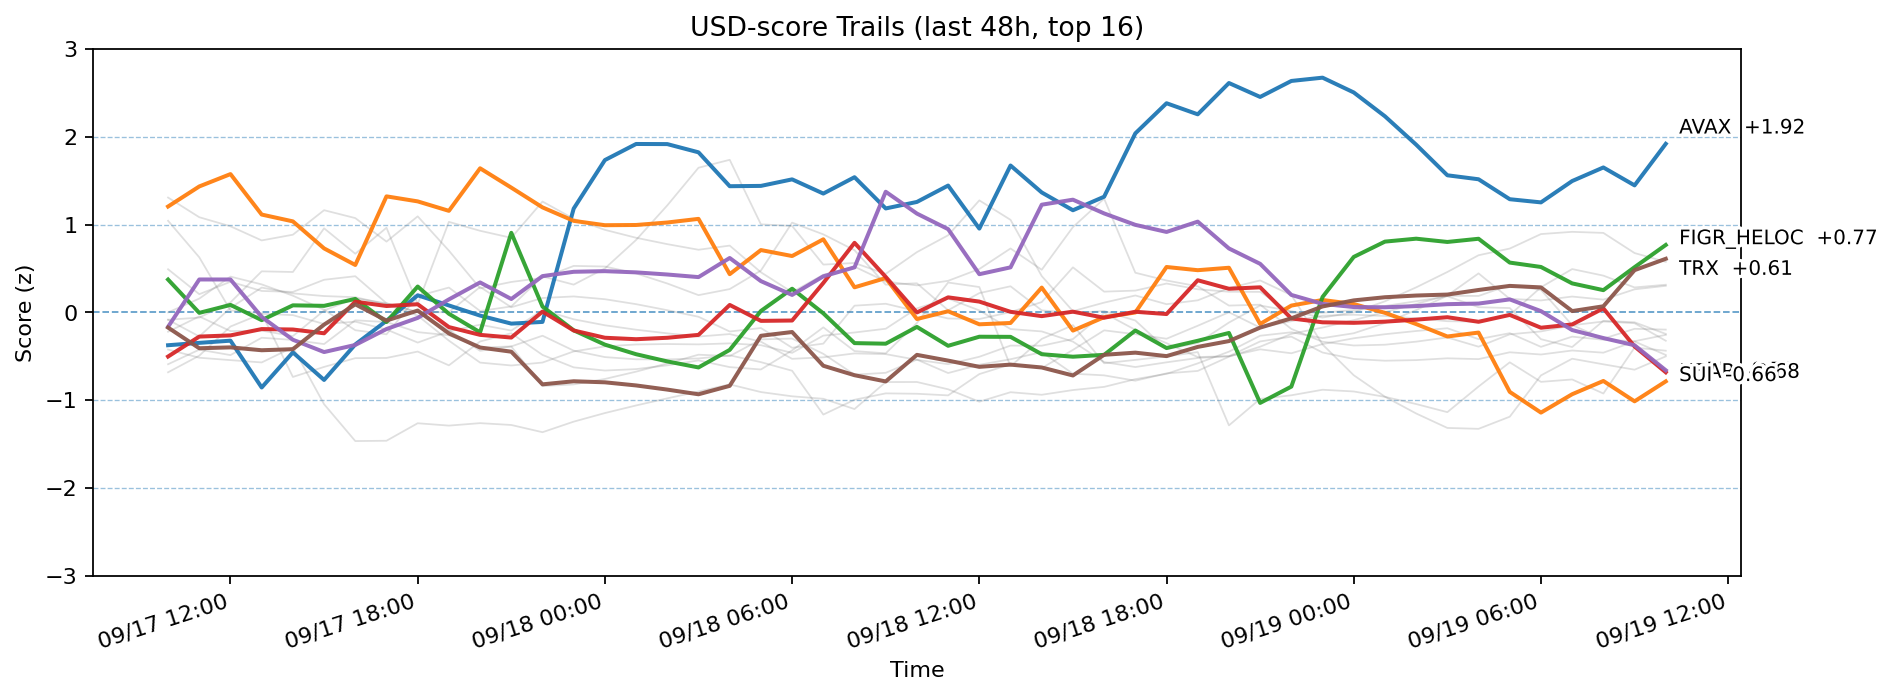 USD-score Trails (last 48h, top 16)
3
2
1
0
−1
−2
−3
Score (z)
AVAX +1.92
FIGR_HELOC +0.77
TRX +0.61
SUI -0.66
09/17 12:00
09/17 18:00
09/18 00:00
09/18 06:00
09/18 12:00
09/18 18:00
09/19 00:00
09/19 06:00
09/19 12:00
Time